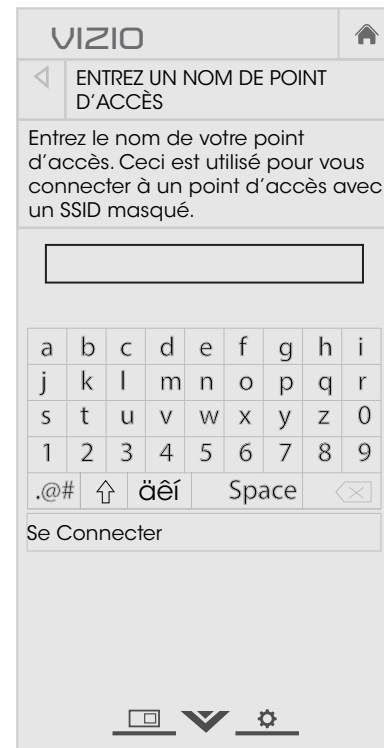 VIZIO
ENTREZ UN NOM DE POINT
D'ACCÈS
Entrez le nom de votre point
d'accès. Ceci est utilisé pour vous
connecter à un point d'accès avec
un SSID masqué.
a b c d e f g h i
j k l m n o p q r
s t u v w x y z 0
1 2 3 4 5 6 7 8 9
.@# äêí Space
Se Connecter